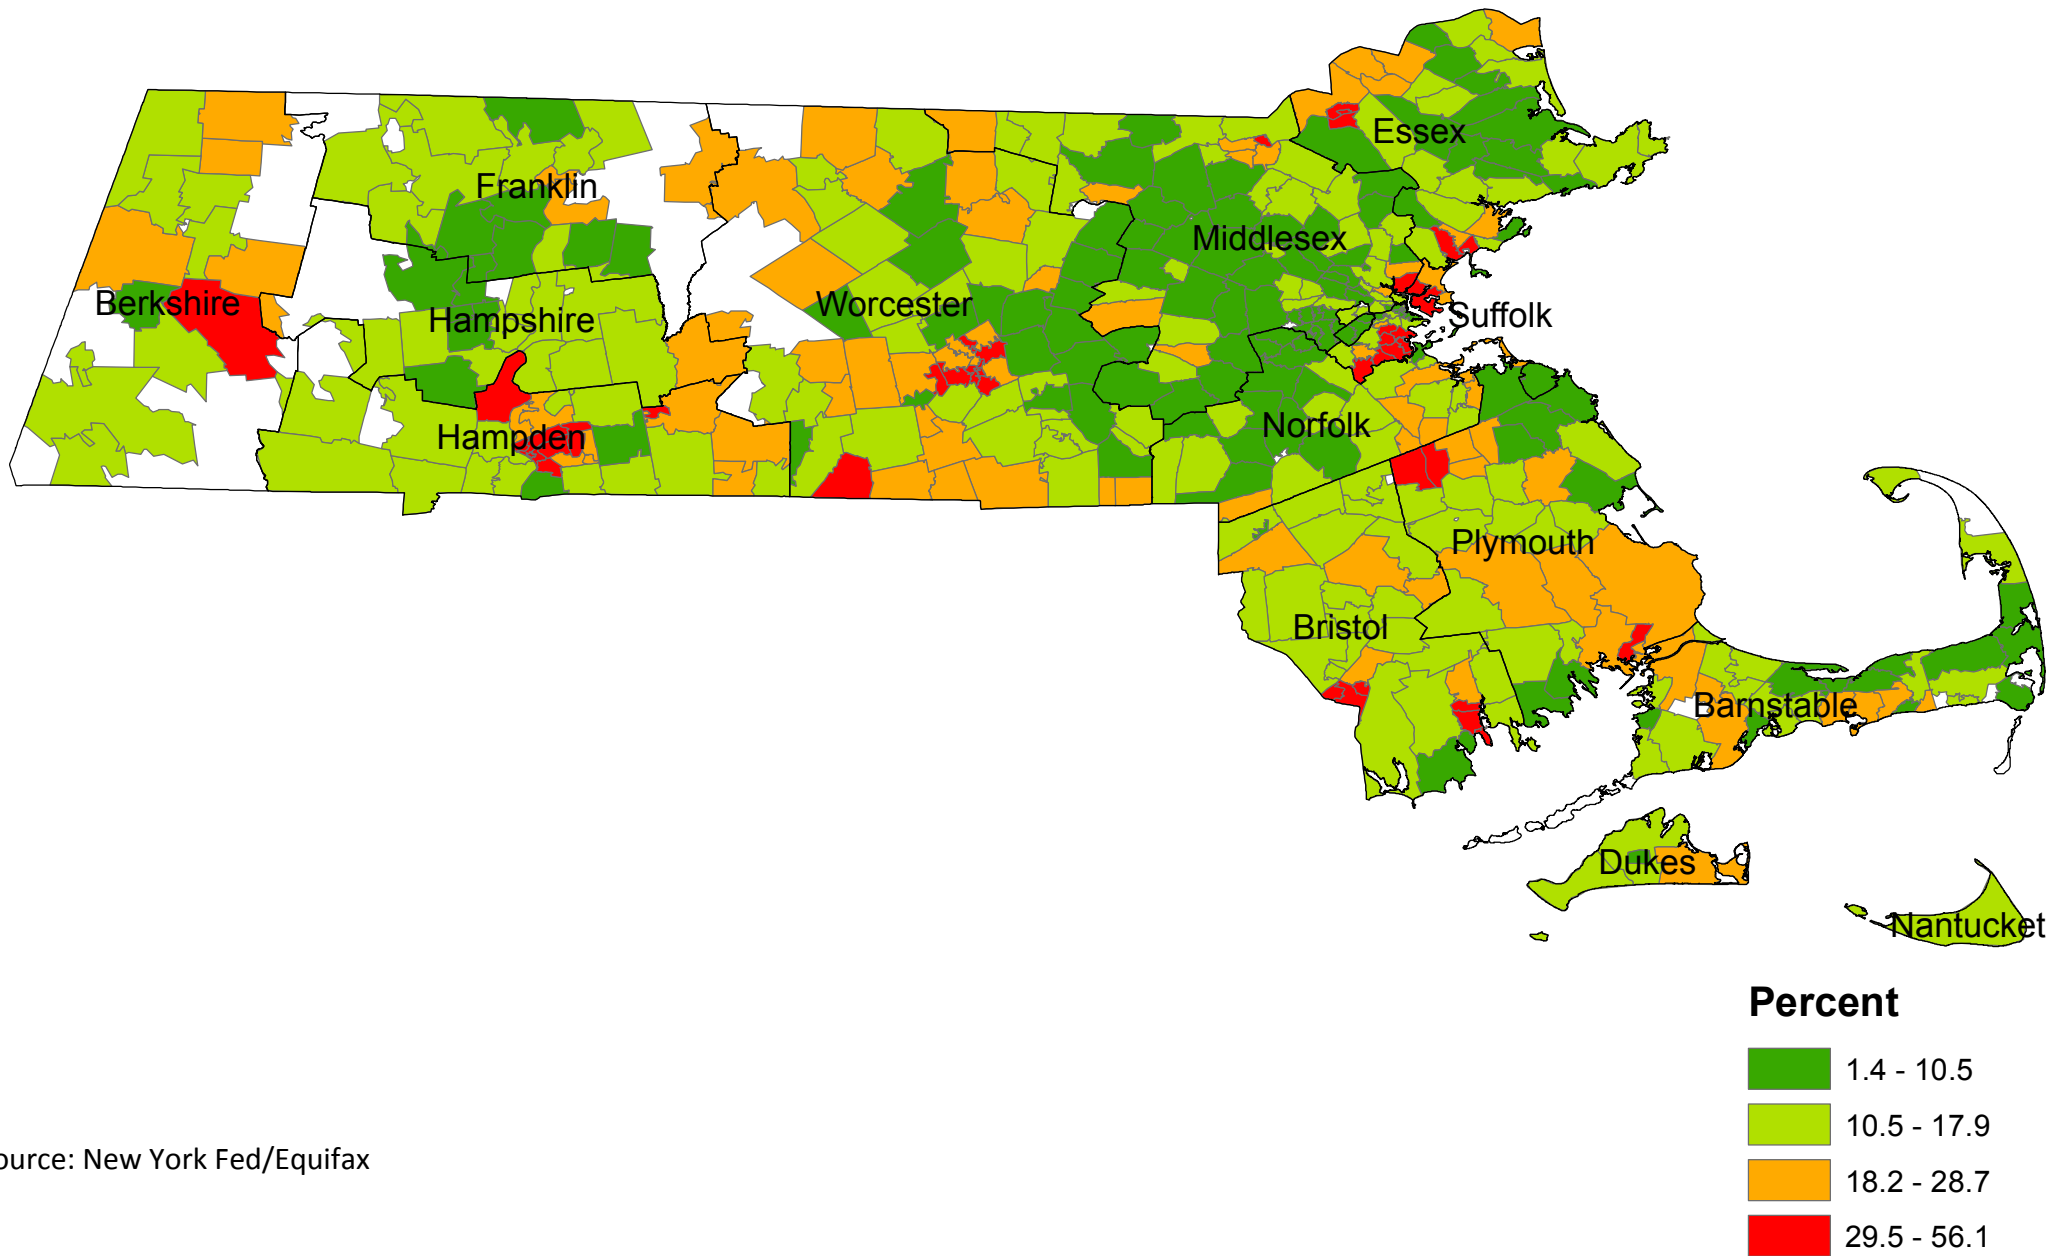 Essex
Franklin
Middlesex
Berkshire
Worcester
Hampshire
Suffolk
Norfolk
Hampden
Plymouth
Bristol
Barnstable
Dukes
Nantucket
Percent
1.4 - 10.5
10.5 - 17.9
18.2 - 28.7
29.5 - 56.1
ource: New York Fed/Equifax